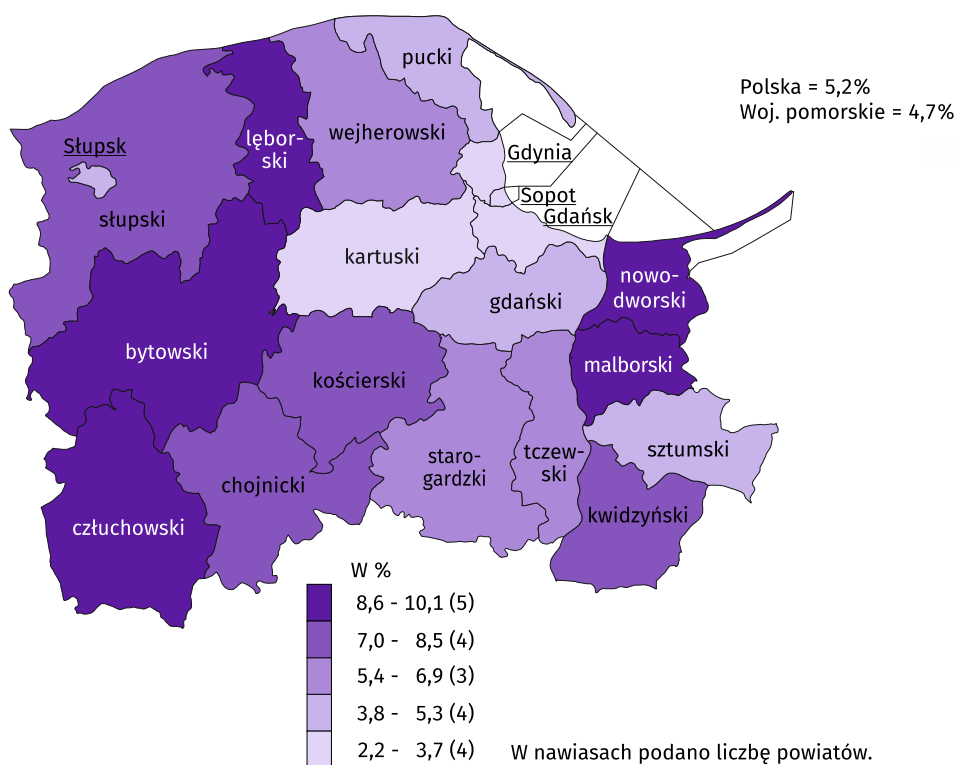 pucki
Polska = 5,2%
Woj. pomorskie = 4,7%
wejherowski
lębor-
ski
Słupsk
Gdynia
Sopot
Gdańsk
słupski
kartuski
nowo-
dworski
gdański
bytowski
malborski
kościerski
sztumski
staro-
gardzki
tczew-
ski
chojnicki
kwidzyński
człuchowski
W %
8,6 - 10,1 (5)
7,0 - 8,5 (4)
5,4 - 6,9 (3)
3,8 - 5,3 (4)
2,2 - 3,7 (4)
W nawiasach podano liczbę powiatów.